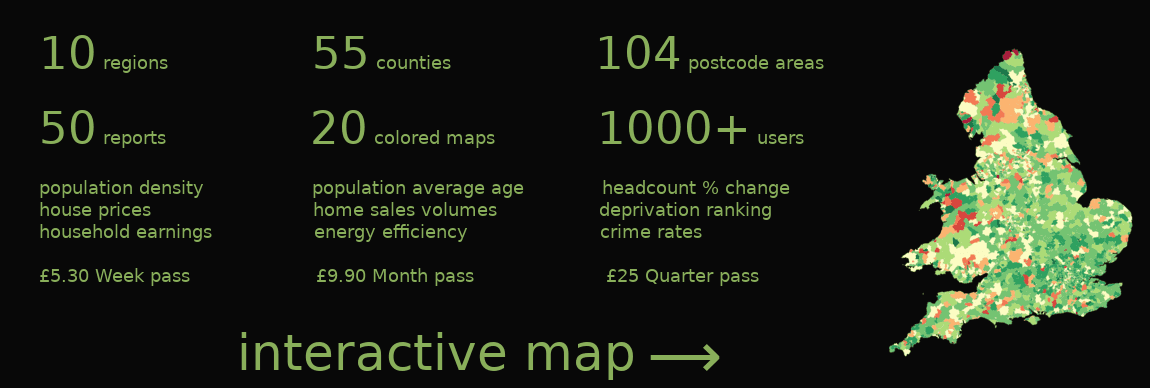 10 regions 55 counties 104 postcode areas
50 reports 20 colored maps 1000+ users
population density population average age headcount % change
house prices home sales volumes deprivation ranking
household earnings energy efficiency crime rates
£5.30 Week pass £9.90 Month pass £25 Quarter pass
interactive map ⟶